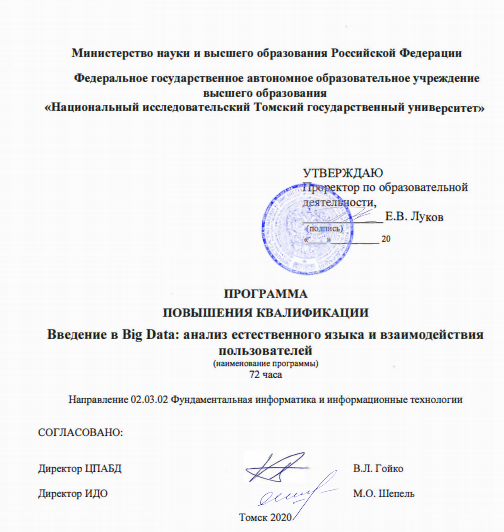 Министерство науки и высшего образования Российской Федерации
Федеральное государственное автономное образовательное учреждение
высшего образования
«Национальный исследовательский Томский государственный университет»
УТВЕРЖДАЮ
Проректор по образовательной
деятельности,
_____________ Е.В. Луков
(подпись)
«___»_________ 20
ПРОГРАММА
ПОВЫШЕНИЯ КВАЛИФИКАЦИИ
Введение в Big Data: анализ естественного языка и взаимодействия
пользователей
(наименование программы)
72 часа
Направление 02.03.02 Фундаментальная информатика и информационные технологии
СОГЛАСОВАНО:
Директор ЦПАБД В.Л. Гойко
Директор ИДО М.О. Шепель
Томск 2020